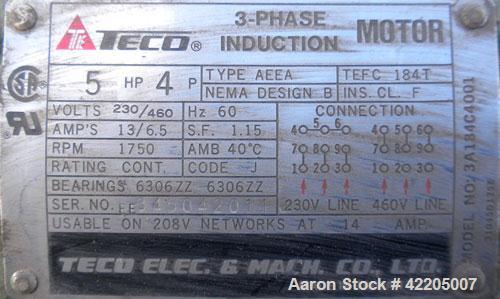 TECO®
3-PHASE
INDUCTION
MOTOR
5 HP 4 P
TYPE AEEA
TEFC 184T
NEMA DESIGN B
INS. CL. F
VOLTS 230/460
Hz 60
CONNECTION
AMP'S 13/6.5
S.F. 1.15
RPM 1750
AMB 40°C
RATING CONT.
CODE J
BEARINGS 6306ZZ 6306ZZ
SER. NO.
230V LINE
460V LINE
USABLE ON 208V NETWORKS AT 14 AMP.
TECO ELEC. & MACH. CO., LTD.
MODEL NO: 3A184C4001
Aaron Stock # 42205007